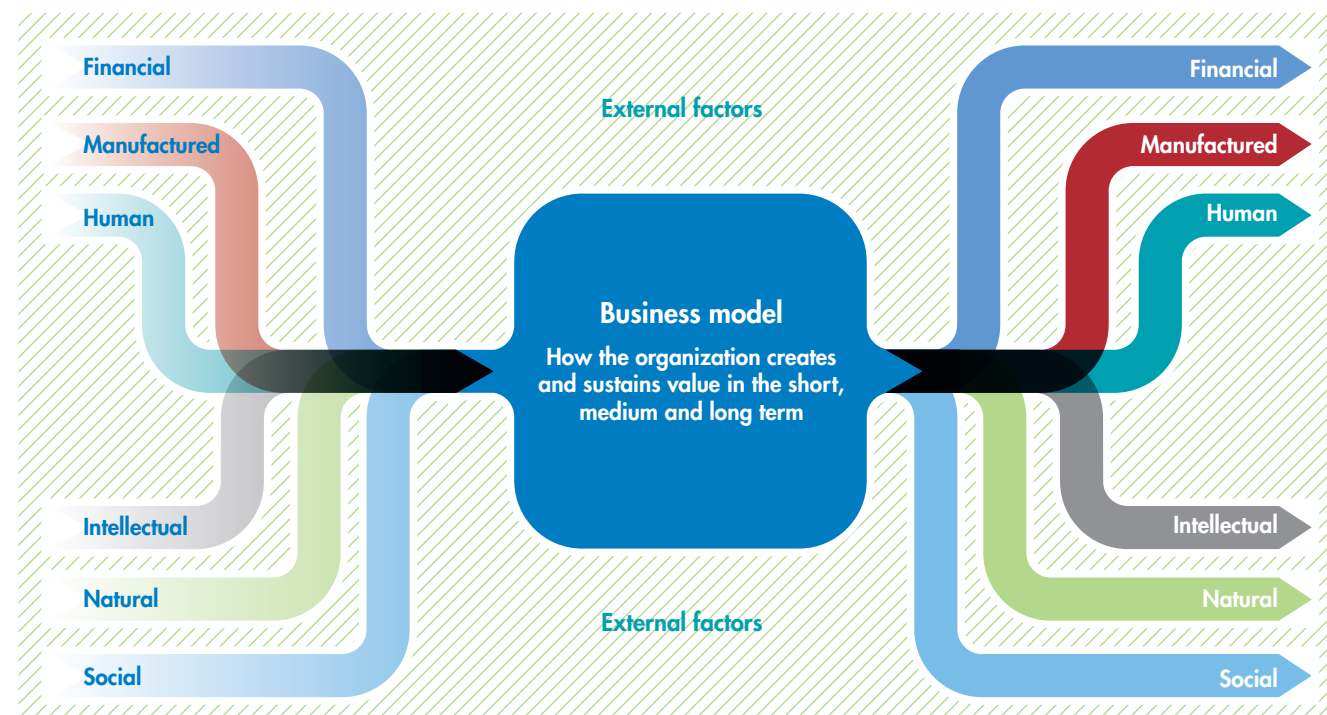 Financial
Manufactured
Human
Intellectual
Natural
Social
External factors
Business model
How the organization creates
and sustains value in the short,
medium and long term
External factors
Financial
Manufactured
Human
Intellectual
Natural
Social